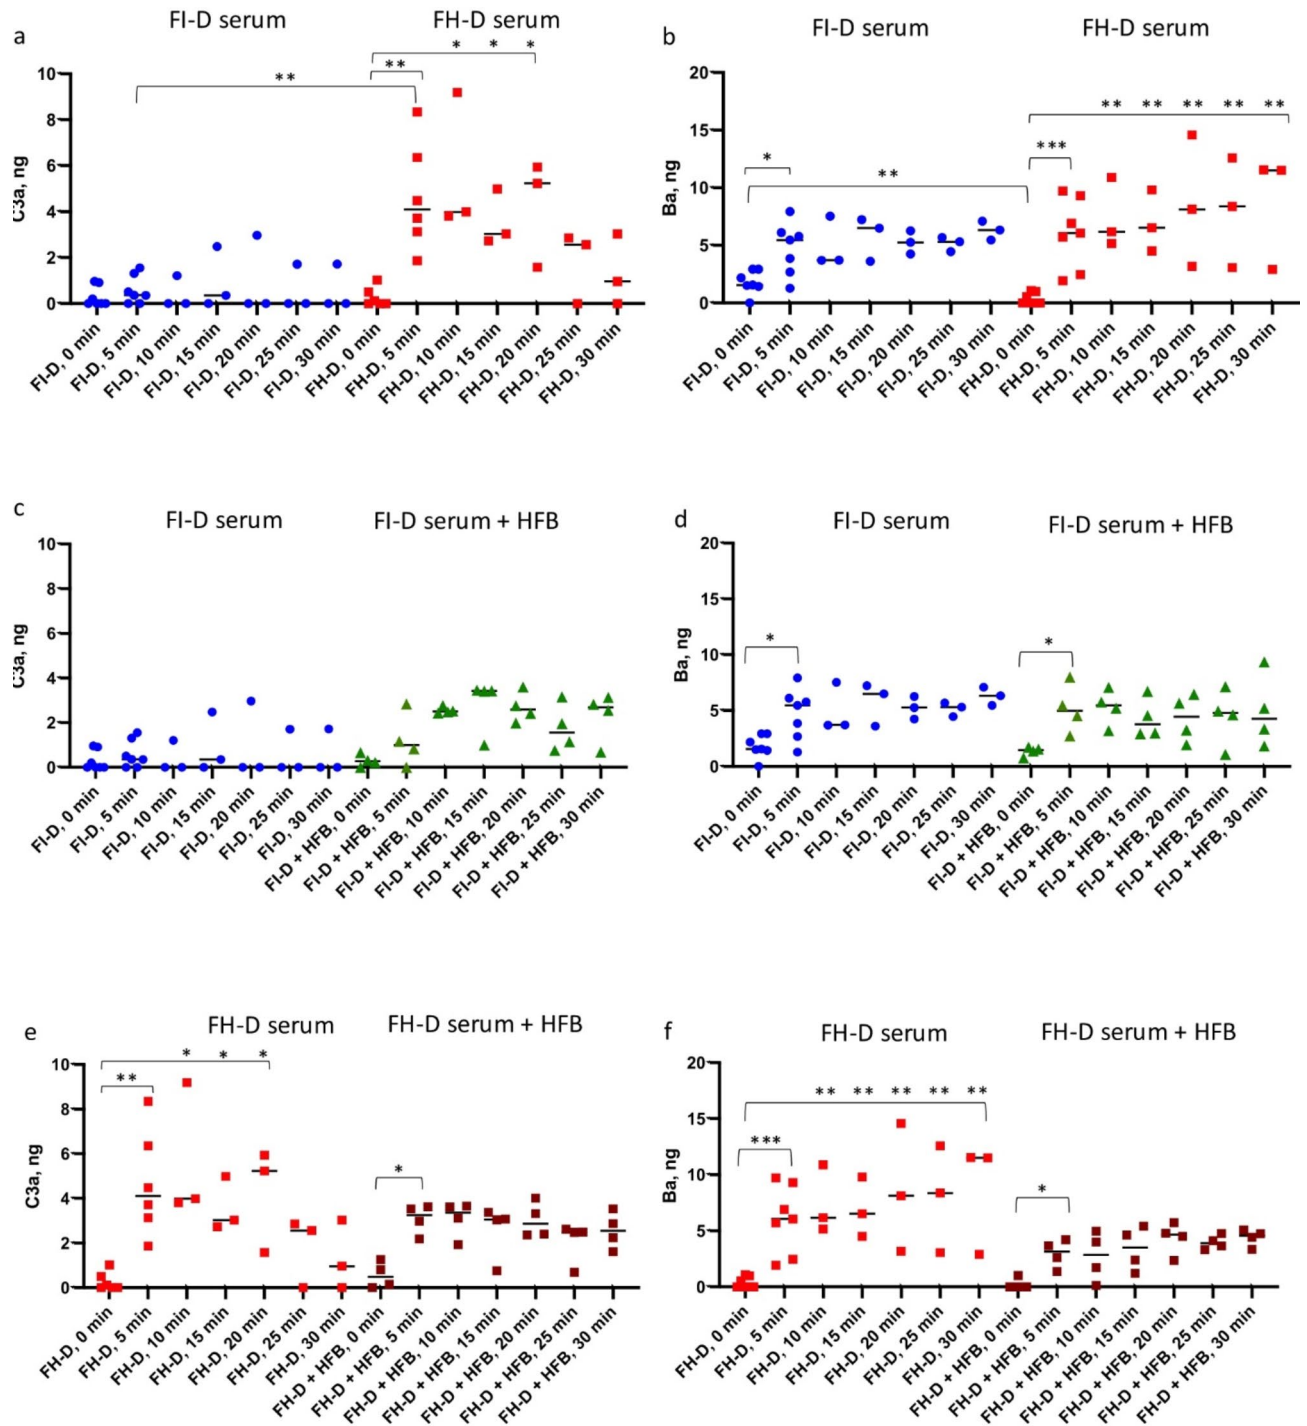 a
FI-D serum
FH-D serum
* * *
**
**
10
8
6
4
2
0
C3a, ng
FI-D, 0 min
FI-D, 5 min
FI-D, 10 min
FI-D, 15 min
FI-D, 20 min
FI-D, 25 min
FI-D, 30 min
FH-D, 0 min
FH-D, 5 min
FH-D, 10 min
FH-D, 15 min
FH-D, 20 min
FH-D, 25 min
FH-D, 30 min
b
FI-D serum
FH-D serum
** ** ** ** **
***
*
**
20
15
10
5
0
Ba, ng
FI-D, 0 min
FI-D, 5 min
FI-D, 10 min
FI-D, 15 min
FI-D, 20 min
FI-D, 25 min
FI-D, 30 min
FH-D, 0 min
FH-D, 5 min
FH-D, 10 min
FH-D, 15 min
FH-D, 20 min
FH-D, 25 min
FH-D, 30 min
c
FI-D serum
FI-D serum + HFB
10
8
6
4
2
0
C3a, ng
FI-D, 0 min
FI-D, 5 min
FI-D, 10 min
FI-D, 15 min
FI-D, 20 min
FI-D, 25 min
FI-D, 30 min
FI-D + HFB, 0 min
FI-D + HFB, 5 min
FI-D + HFB, 10 min
FI-D + HFB, 15 min
FI-D + HFB, 20 min
FI-D + HFB, 25 min
FI-D + HFB, 30 min
d
FI-D serum
FI-D serum + HFB
*
*
20
15
10
5
0
Ba, ng
FI-D, 0 min
FI-D, 5 min
FI-D, 10 min
FI-D, 15 min
FI-D, 20 min
FI-D, 25 min
FI-D, 30 min
FI-D + HFB, 0 min
FI-D + HFB, 5 min
FI-D + HFB, 10 min
FI-D + HFB, 15 min
FI-D + HFB, 20 min
FI-D + HFB, 25 min
FI-D + HFB, 30 min
e
FH-D serum
FH-D serum + HFB
* * *
**
*
10
8
6
4
2
0
C3a, ng
FH-D, 0 min
FH-D, 5 min
FH-D, 10 min
FH-D, 15 min
FH-D, 20 min
FH-D, 25 min
FH-D, 30 min
FH-D + HFB, 0 min
FH-D + HFB, 5 min
FH-D + HFB, 10 min
FH-D + HFB, 15 min
FH-D + HFB, 20 min
FH-D + HFB, 25 min
FH-D + HFB, 30 min
f
FH-D serum
FH-D serum + HFB
** ** ** ** **
***
*
20
15
10
5
0
Ba, ng
FH-D, 0 min
FH-D, 5 min
FH-D, 10 min
FH-D, 15 min
FH-D, 20 min
FH-D, 25 min
FH-D, 30 min
FH-D + HFB, 0 min
FH-D + HFB, 5 min
FH-D + HFB, 10 min
FH-D + HFB, 15 min
FH-D + HFB, 20 min
FH-D + HFB, 25 min
FH-D + HFB, 30 min